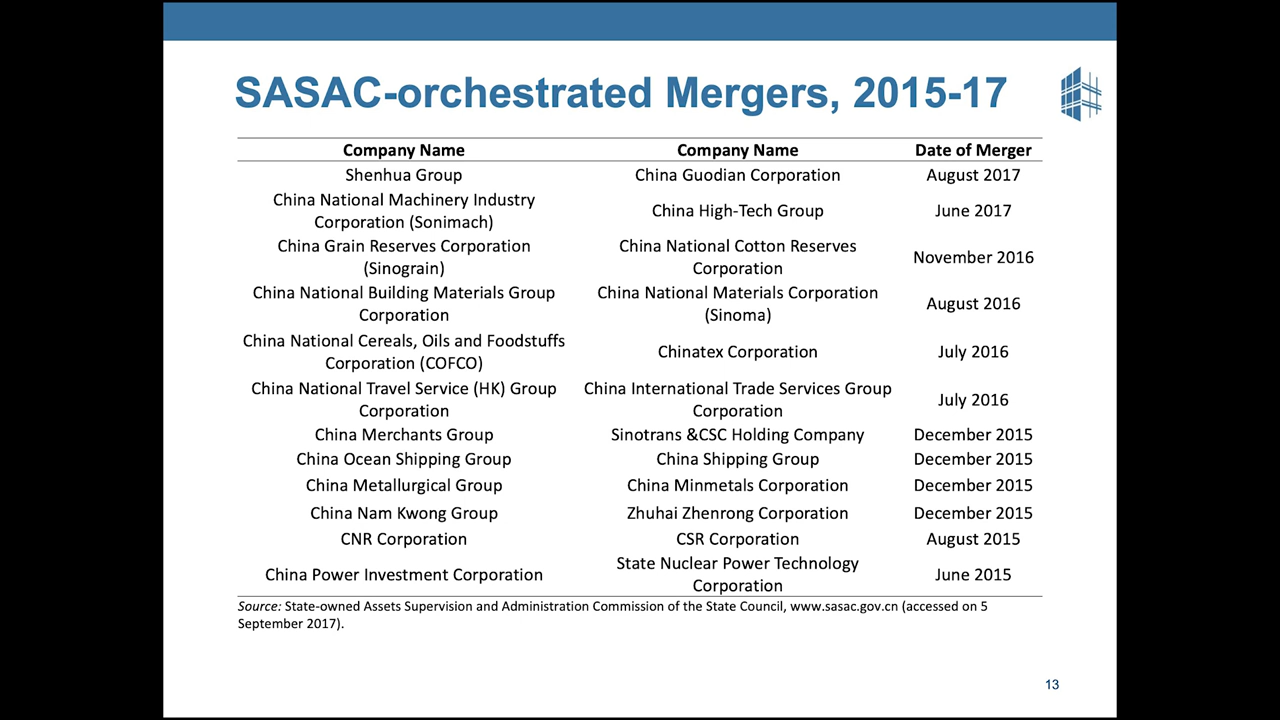 SASAC-orchestrated Mergers, 2015-17
Company Name Company Name Date of Merger
Shenhua Group China Guodian Corporation August 2017
China National Machinery Industry
Corporation (Sonimach) China High-Tech Group June 2017
China Grain Reserves Corporation
(Sinograin) China National Cotton Reserves
Corporation November 2016
China National Building Materials Group
Corporation China National Materials Corporation
(Sinoma) August 2016
China National Cereals, Oils and Foodstuffs
Corporation (COFCO) Chinatex Corporation July 2016
China National Travel Service (HK) Group
Corporation China International Trade Services Group
Corporation July 2016
China Merchants Group Sinotrans &CSC Holding Company December 2015
China Ocean Shipping Group China Shipping Group December 2015
China Metallurgical Group China Minmetals Corporation December 2015
China Nam Kwong Group Zhuhai Zhenrong Corporation December 2015
CNR Corporation CSR Corporation August 2015
China Power Investment Corporation State Nuclear Power Technology
Corporation June 2015
Source: State-owned Assets Supervision and Administration Commission of the State Council, www.sasac.gov.cn (accessed on 5
September 2017).
13